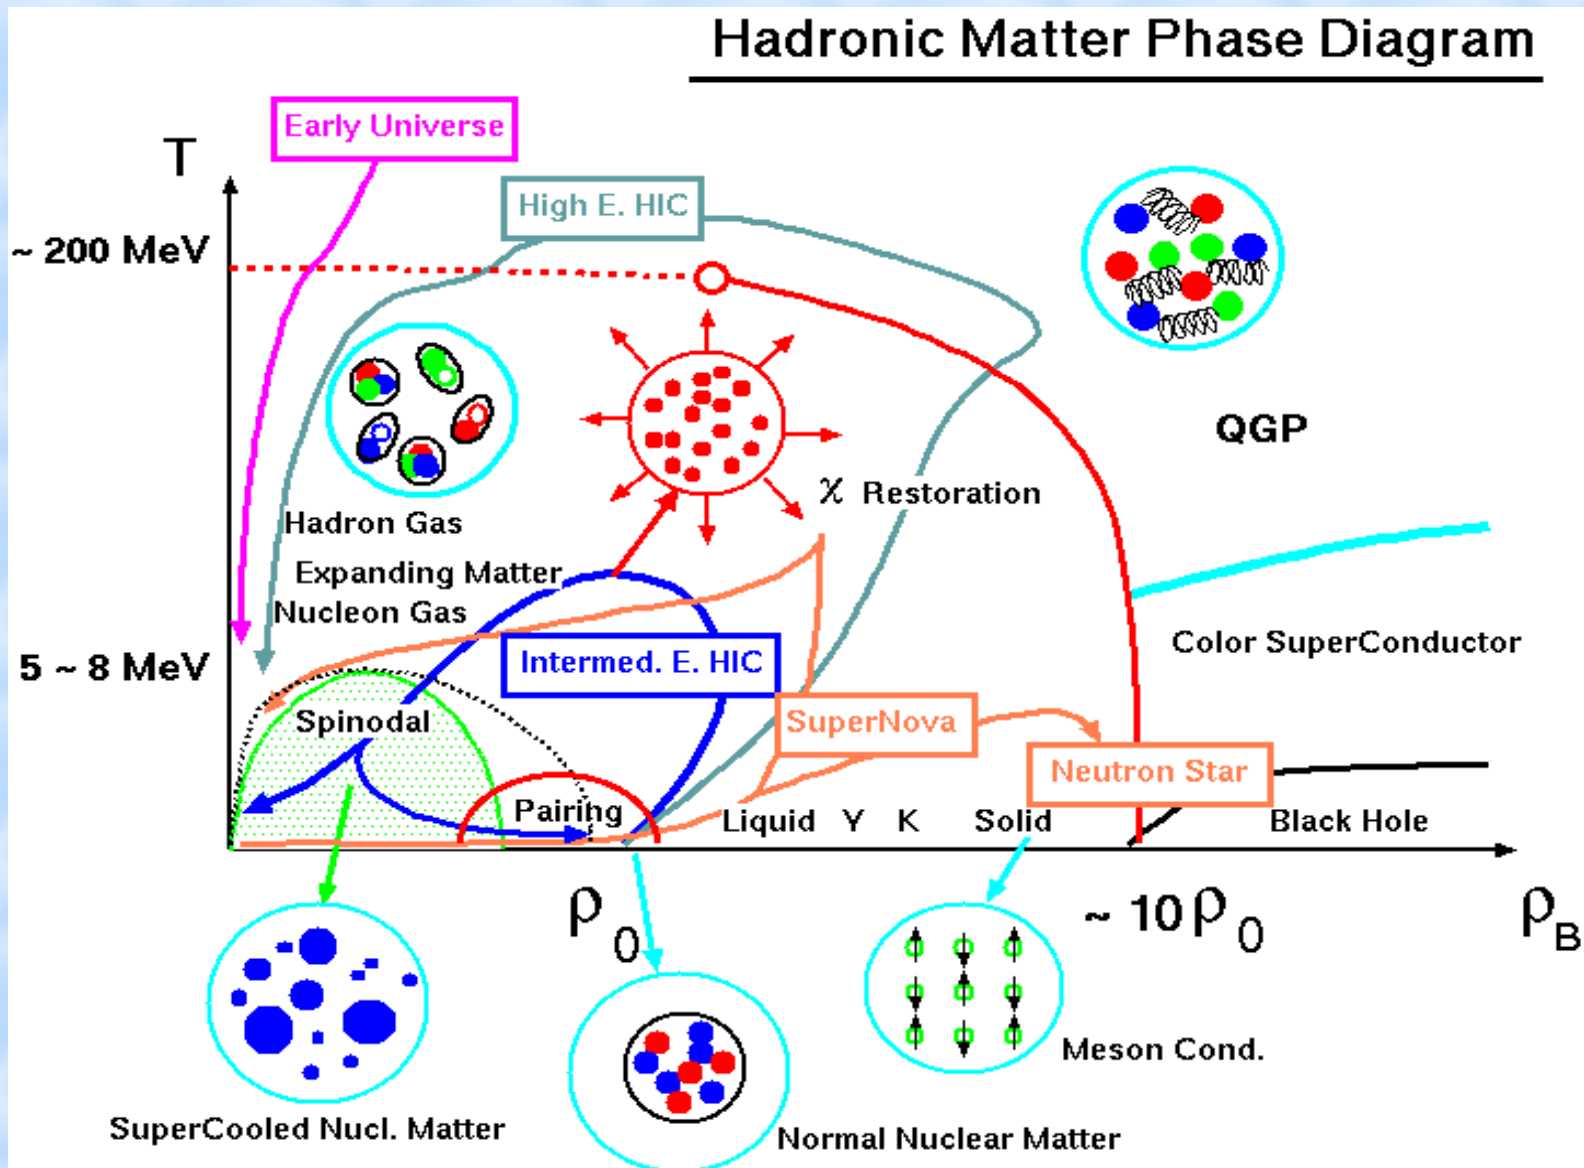 Hadronic Matter Phase Diagram
Early Universe
T
High E. HIC
~ 200 MeV
QGP
χ Restoration
Hadron Gas
Expanding Matter
Nucleon Gas
Color SuperConductor
5 ~ 8 MeV
Intermed. E. HIC
Spinodal
SuperNova
Neutron Star
Pairing
Liquid Y K Solid
Black Hole
ρ0
~ 10 ρ0
ρB
Meson Cond.
SuperCooled Nucl. Matter
Normal Nuclear Matter